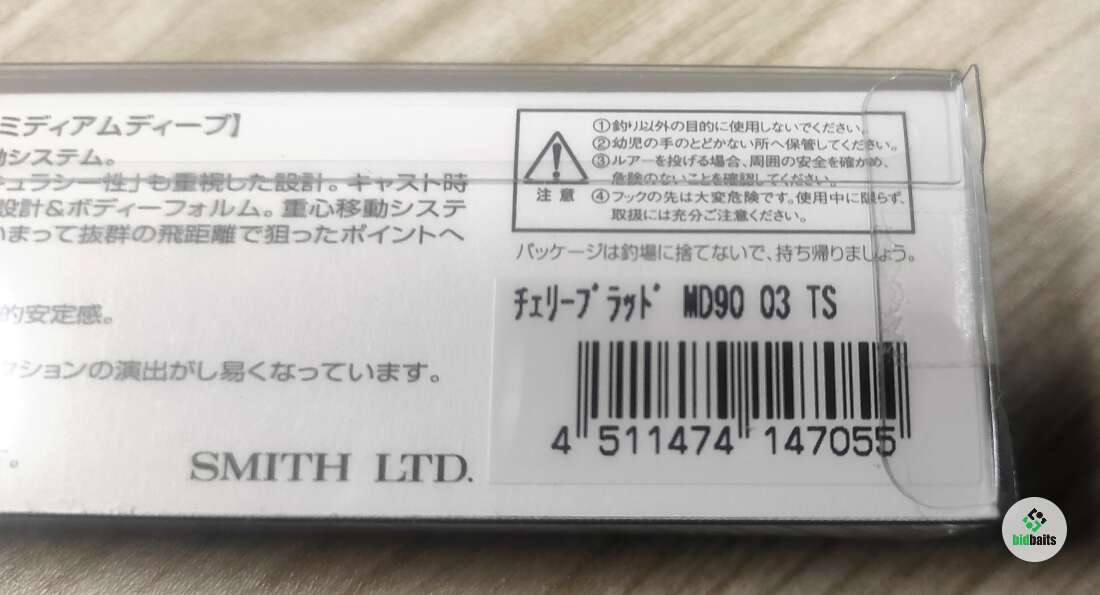 ミディアムディープ】
動システム。
チュラシー性」も重視した設計。キャスト時
設計&ボディーフォルム。重心移動システ
いまって抜群の飛距離で狙ったポイントへ
的安定感。
クションの演出がし易くなっています。
す。
SMITH LTD.
注意
①釣り以外の目的に使用しないでください。
②幼児の手のとどかない所へ保管してください。
③ルアーを投げる場合、周囲の安全を確かめ、
危険のないことを確認してください。
④フックの先は大変危険です。使用中に限らず、
取扱には充分ご注意ください。
パッケージは釣場に捨てないで、持ち帰りましょう。
チェリーブラッド MD90 03 TS
4 511474 147055
bidbaits